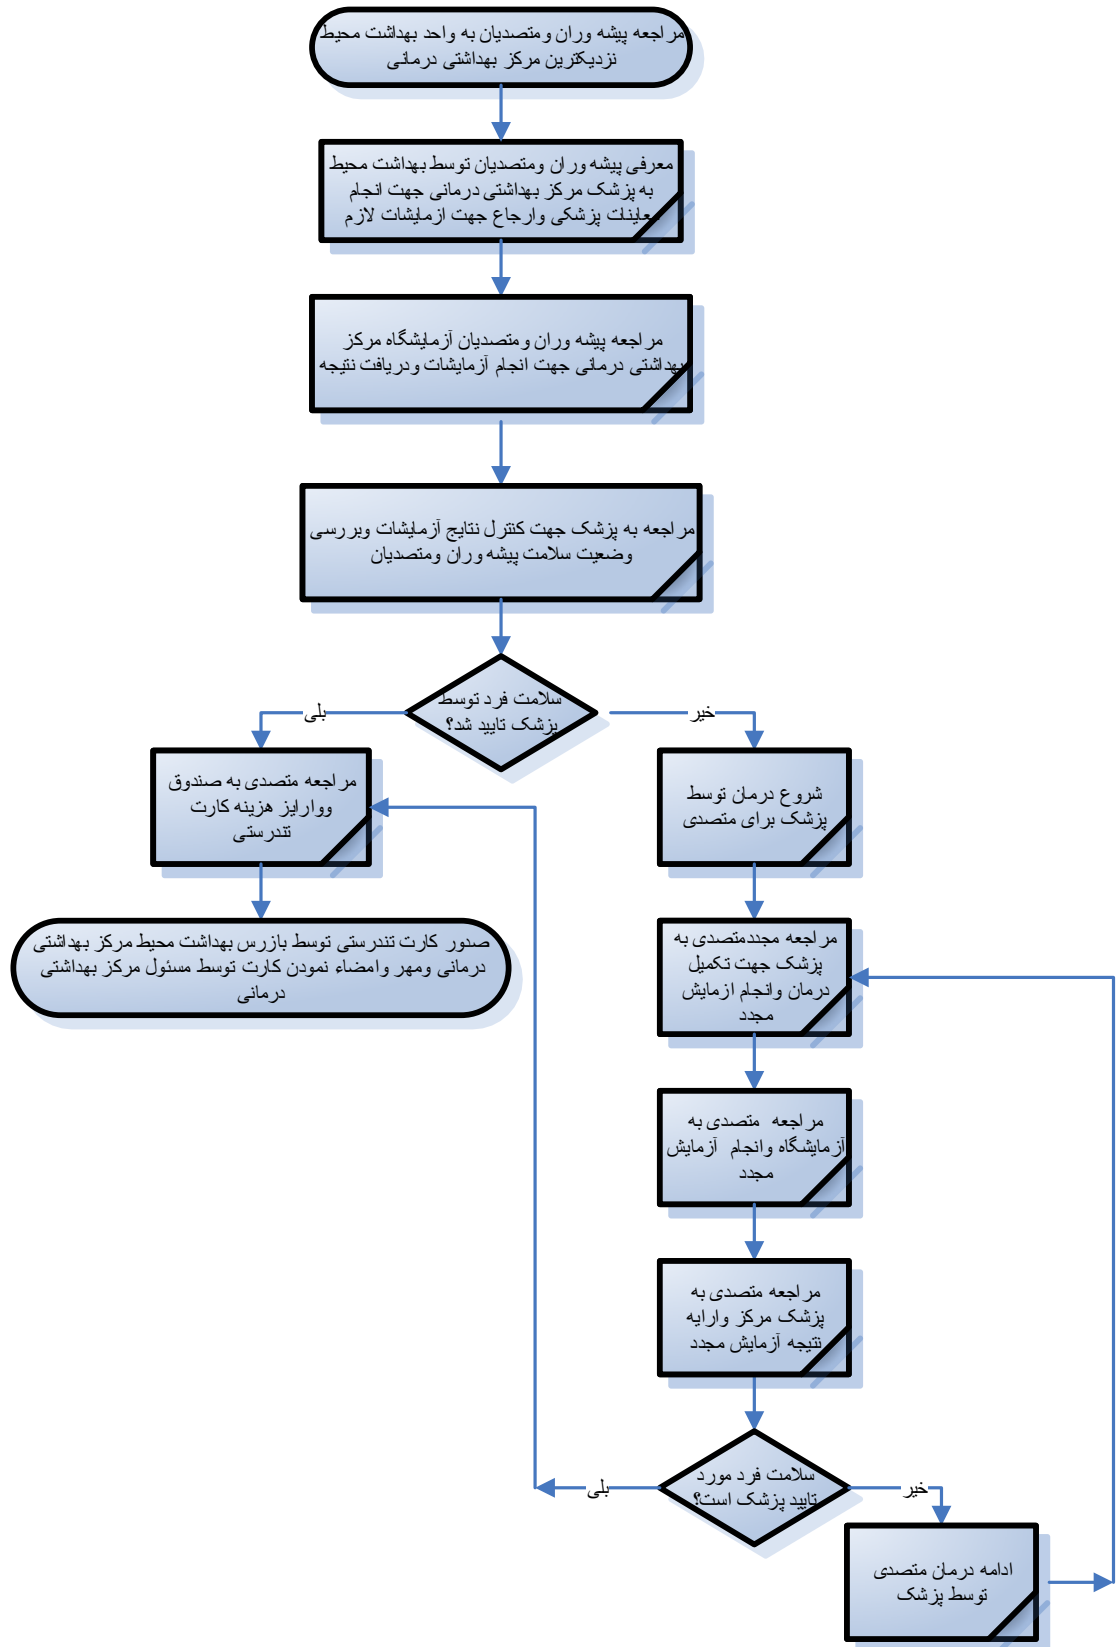 مراجعه پیشه وران ومتصدیان به واحد بهداشت محیط
نزدیکترین مرکز بهداشتی درمانی
معرفی پیشه وران ومتصدیان توسط بهداشت محیط
به پزشک مرکز بهداشتی درمانی جهت انجام
معاینات پزشکی وارجاع جهت ازمایشات لازم
مراجعه پیشه وران ومتصدیان آزمایشگاه مرکز
بهداشتی درمانی جهت انجام آزمایشات ودریافت نتیجه
مراجعه به پزشک جهت کنترل نتایج آزمایشات وبررسی
وضعیت سلامت پیشه وران ومتصدیان
سلامت فرد توسط
پزشک تایید شد؟
بلی
خیر
مراجعه متصدی به صندوق
ووارایز هزینه کارت
تندرستی
صدور کارت تندرستی توسط بازرس بهداشت محیط مرکز بهداشتی
درمانی ومهر وامضاء نمودن کارت توسط مسئول مرکز بهداشتی
درمانی
شروع درمان توسط
پزشک برای متصدی
مراجعه مجددمتصدی به
پزشک جهت تکمیل
درمان وانجام ازمایش
مجدد
مراجعه متصدی به
آزمایشگاه وانجام آزمایش
مجدد
مراجعه متصدی به
پزشک مرکز وارایه
نتیجه آزمایش مجدد
سلامت فرد مورد
تایید پزشک است؟
بلی
خیر
ادامه درمان متصدی
توسط پزشک